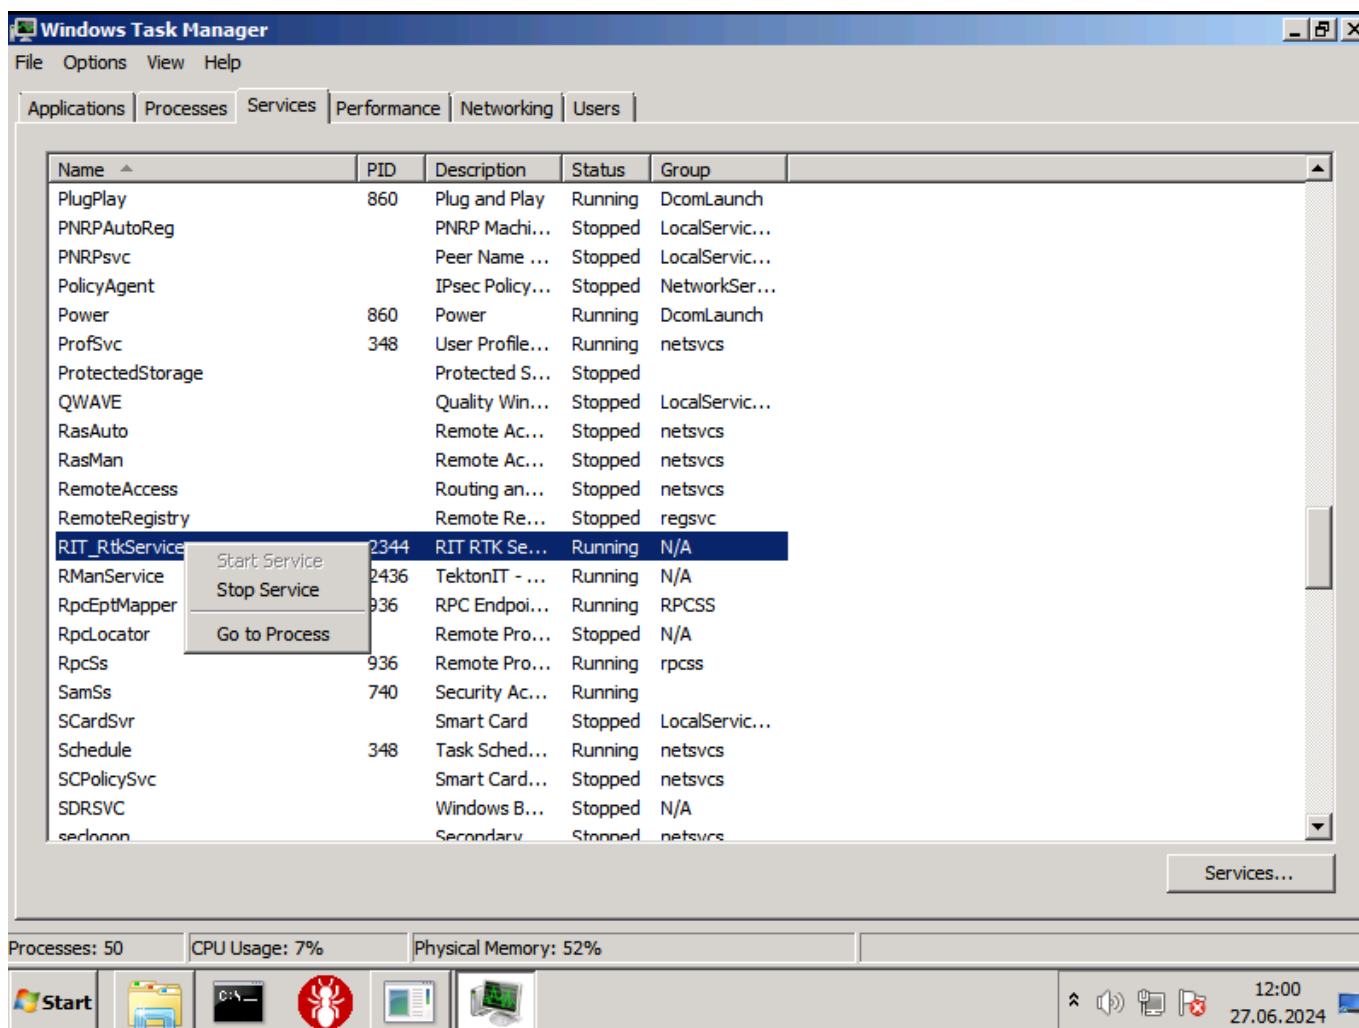 Windows Task Manager
File Options View Help
Applications Processes Services Performance Networking Users
Name PID Description Status Group
PlugPlay 860 Plug and Play Running DcomLaunch
PNRPAutoReg PNRP Machi... Stopped LocalServic...
PNRPsvc Peer Name ... Stopped LocalServic...
PolicyAgent IPsec Policy... Stopped NetworkSer...
Power 860 Power Running DcomLaunch
ProfSvc 348 User Profile... Running netsvcs
ProtectedStorage Protected S... Stopped
QWAVE Quality Win... Stopped LocalServic...
RasAuto Remote Ac... Stopped netsvcs
RasMan Remote Ac... Stopped netsvcs
RemoteAccess Routing an... Stopped netsvcs
RemoteRegistry Remote Re... Stopped regsvc
RIT_RtkService 2344 RIT RTK Se... Running N/A
Start Service
RManService 2436 TektonIT - ... Running N/A
Stop Service
RpcEptMapper 936 RPC Endpoi... Running RPCSS
RpcLocator Remote Pro... Stopped N/A
Go to Process
RpcSs 936 Remote Pro... Running rpcss
SamSs 740 Security Ac... Running
SCardSvr Smart Card Stopped LocalServic...
Schedule 348 Task Sched... Running netsvcs
SCPolicySvc Smart Card... Stopped netsvcs
SDRSVC Windows B... Stopped N/A
seclogon Secondary Stopped netsvcs
Services...
Processes: 50 CPU Usage: 7% Physical Memory: 52%
Start C:\_ 12:00
27.06.2024